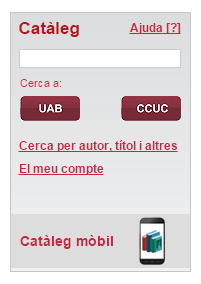 Catàleg Ajuda [?]
Cerca a:
UAB CCUC
Cerca per autor, títol i altres
El meu compte
Catàleg mòbil